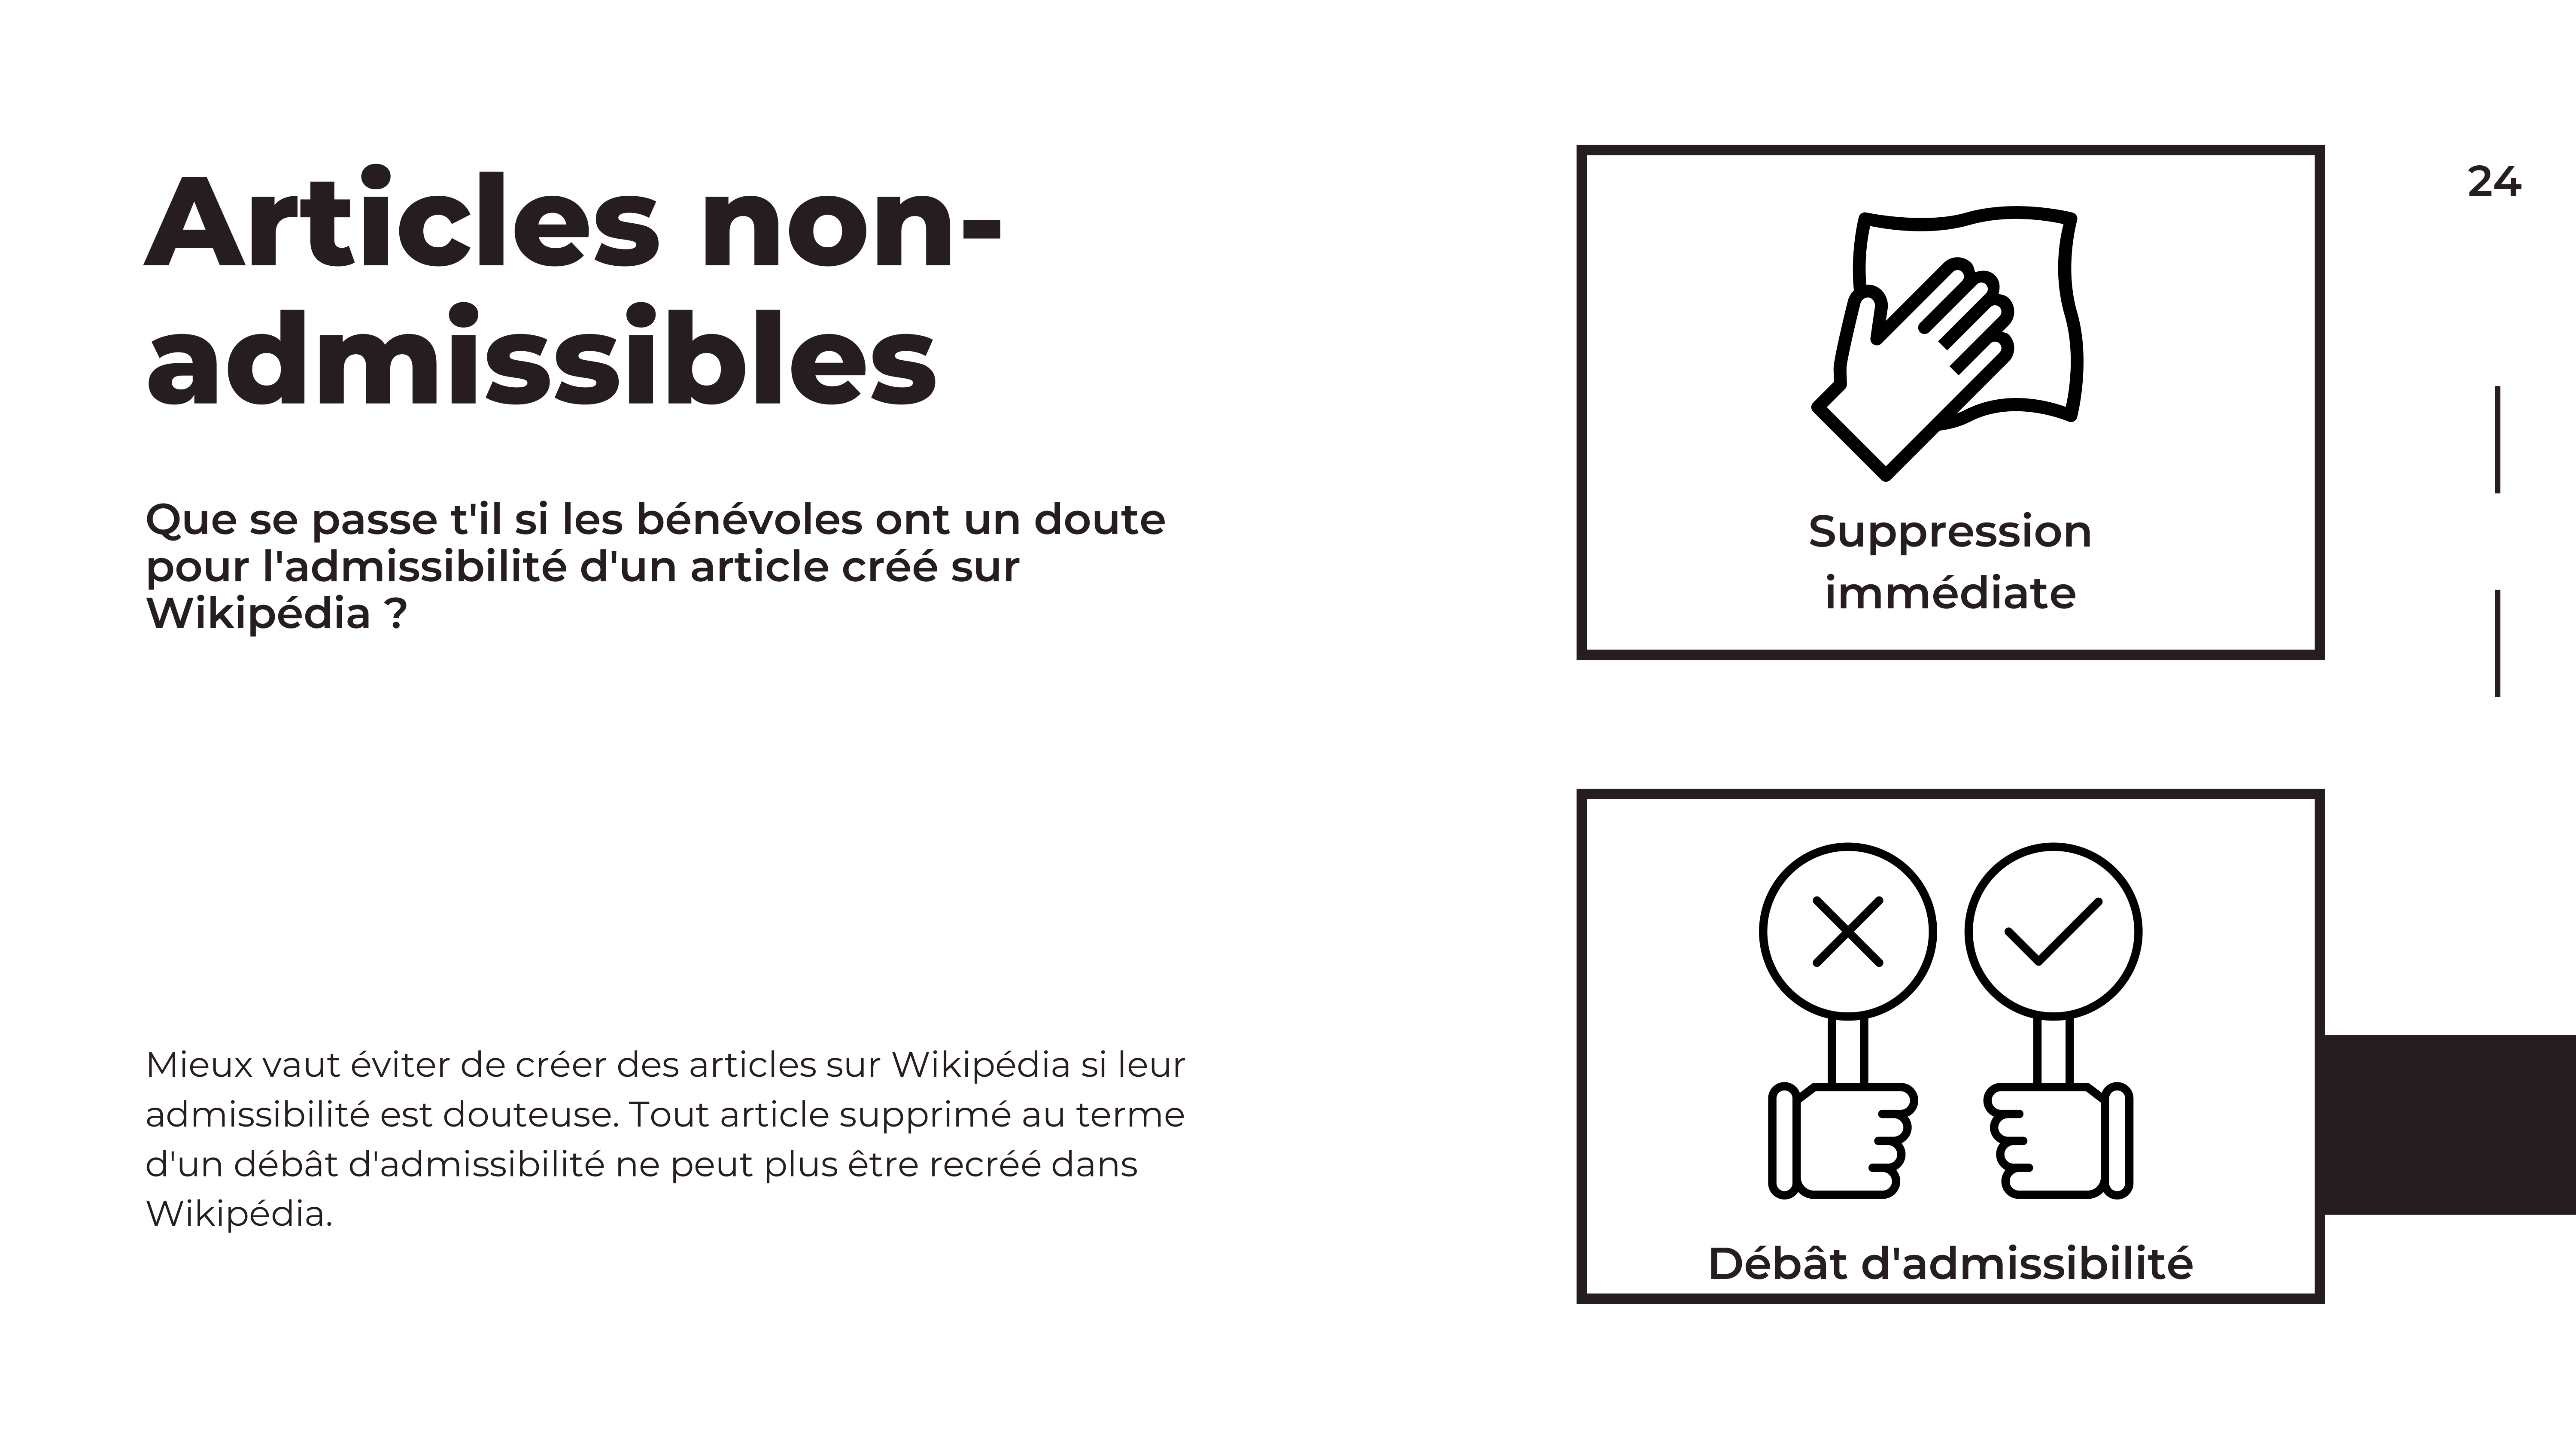 Articles non-
admissibles
Que se passe t'il si les bénévoles ont un doute
pour l'admissibilité d'un article créé sur
Wikipédia ?
Mieux vaut éviter de créer des articles sur Wikipédia si leur
admissibilité est douteuse. Tout article supprimé au terme
d'un débât d'admissibilité ne peut plus être recréé dans
Wikipédia.
Suppression
immédiate
Débât d'admissibilité
24